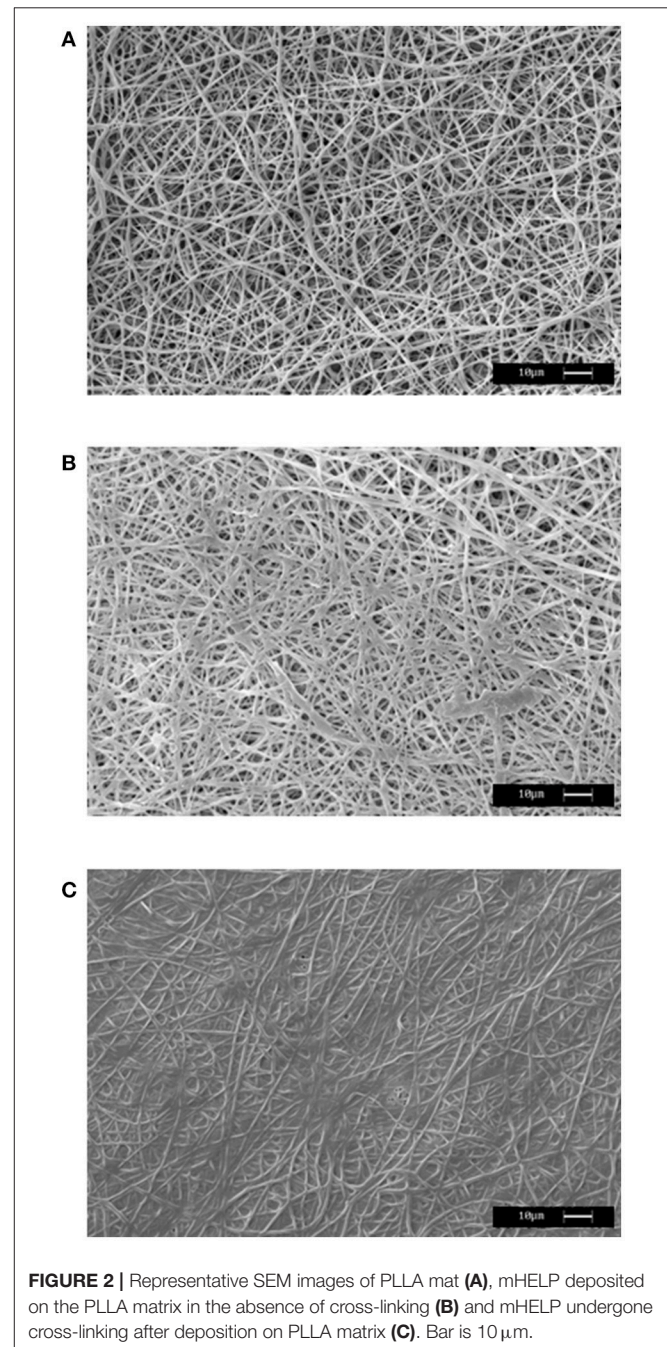 A
10µm
B
10µm
C
10µm
FIGURE 2 | Representative SEM images of PLLA mat (A), mHELP deposited
on the PLLA matrix in the absence of cross-linking (B) and mHELP undergone
cross-linking after deposition on PLLA matrix (C). Bar is 10 µm.